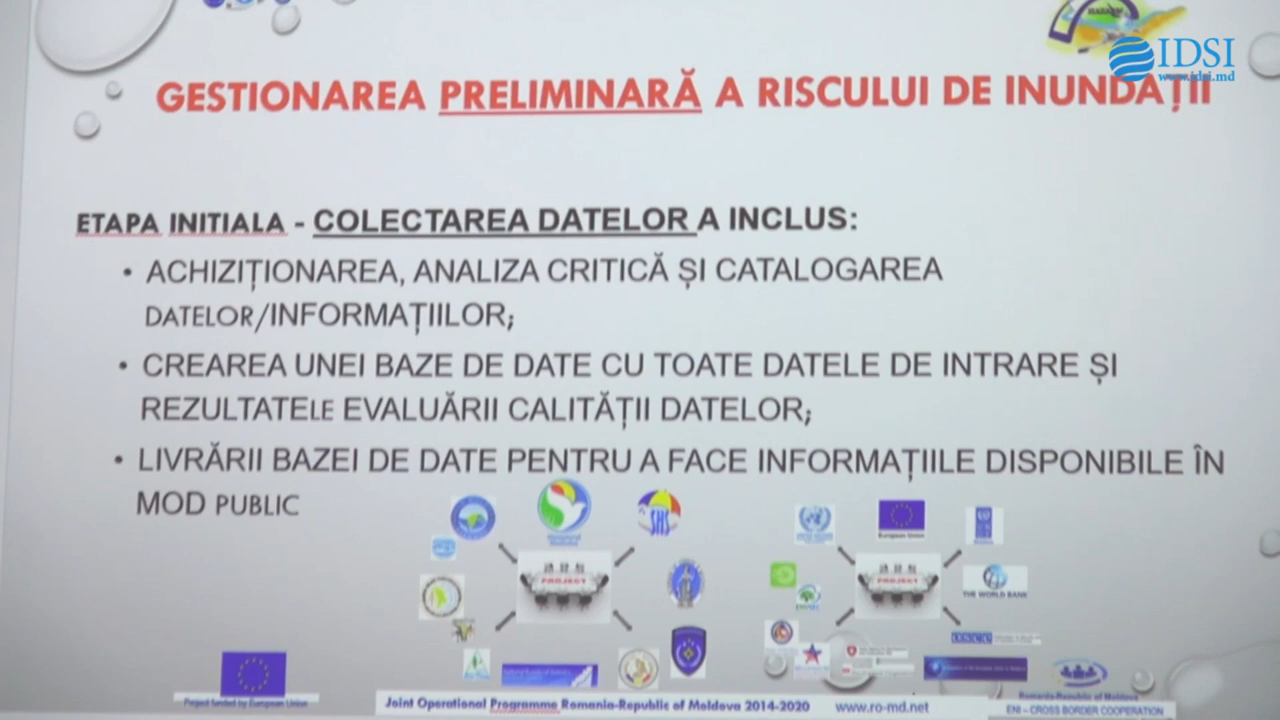 IDSI
www.idsi.md
GESTIONAREA PRELIMINARĂ A RISCULUI DE INUNDAȚII
ETAPA INITIALA - COLECTAREA DATELOR A INCLUS:
• ACHIZIȚIONAREA, ANALIZA CRITICĂ ȘI CATALOGAREA
DATELOR/INFORMAȚIILOR;
• CREAREA UNEI BAZE DE DATE CU TOATE DATELE DE INTRARE ȘI
REZULTATELE EVALUĂRII CALITĂȚII DATELOR;
• LIVRĂRII BAZEI DE DATE PENTRU A FACE INFORMAȚIILE DISPONIBILE ÎN
MOD PUBLIC
SHS
European Union
PROJECT
PROJECT
THE WORLD BANK
Project funded by European Union
Joint Operational Programme Romania-Republic of Moldova 2014-2020
www.ro-md.net
Romania-Republic of Moldova
ENI – CROSS BORDER COOPERATION